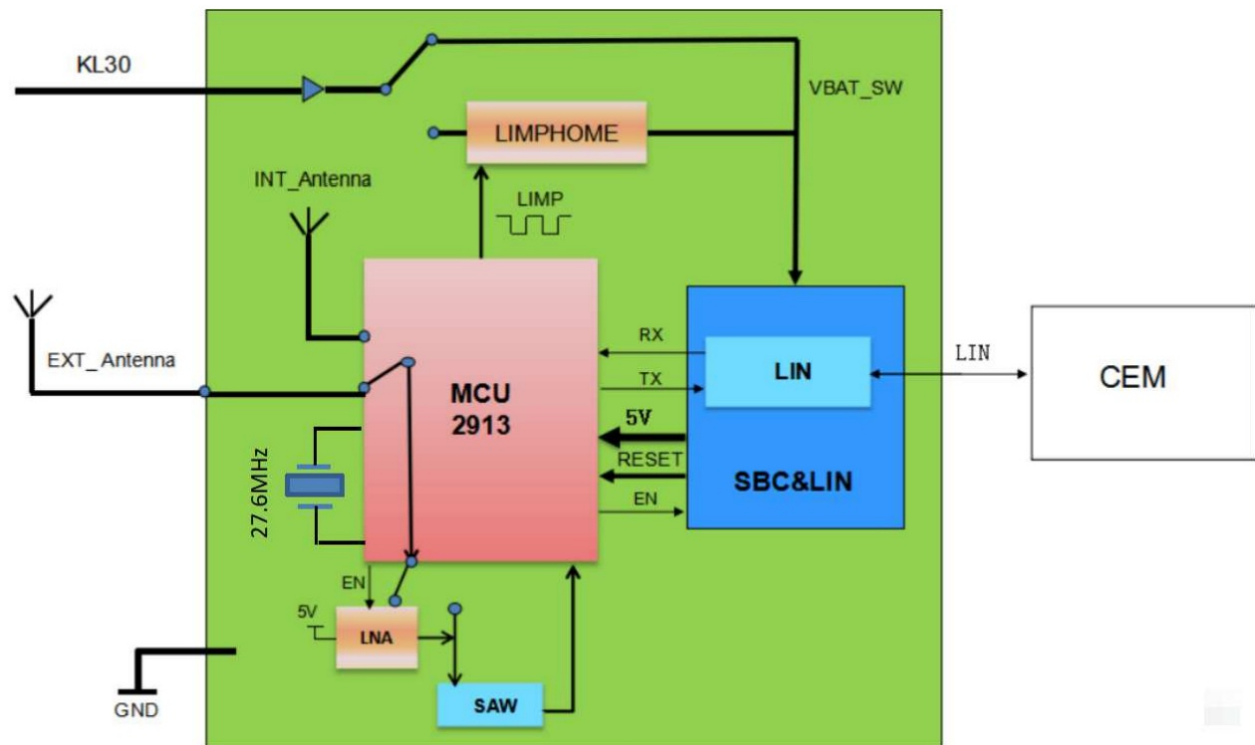 KL30
VBAT_SW
LIMPHOME
INT_Antenna
LIMP
EXT_ Antenna
RX
LIN
LIN
CEM
TX
MCU
2913
5V
RESET
SBC&LIN
EN
27.6MHz
EN
5V
LNA
SAW
GND